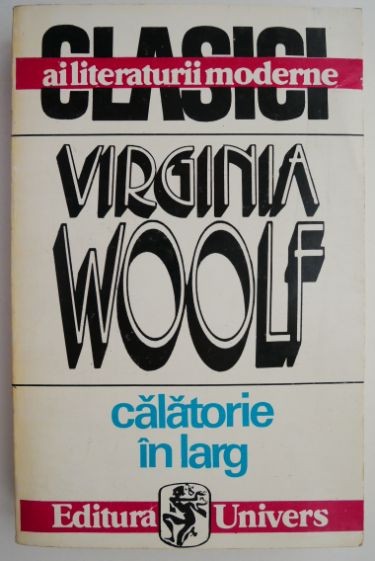 CLASICI
ai literaturii moderne
VIRGINIA
WOOLF
călătorie
în larg
Editura Univers